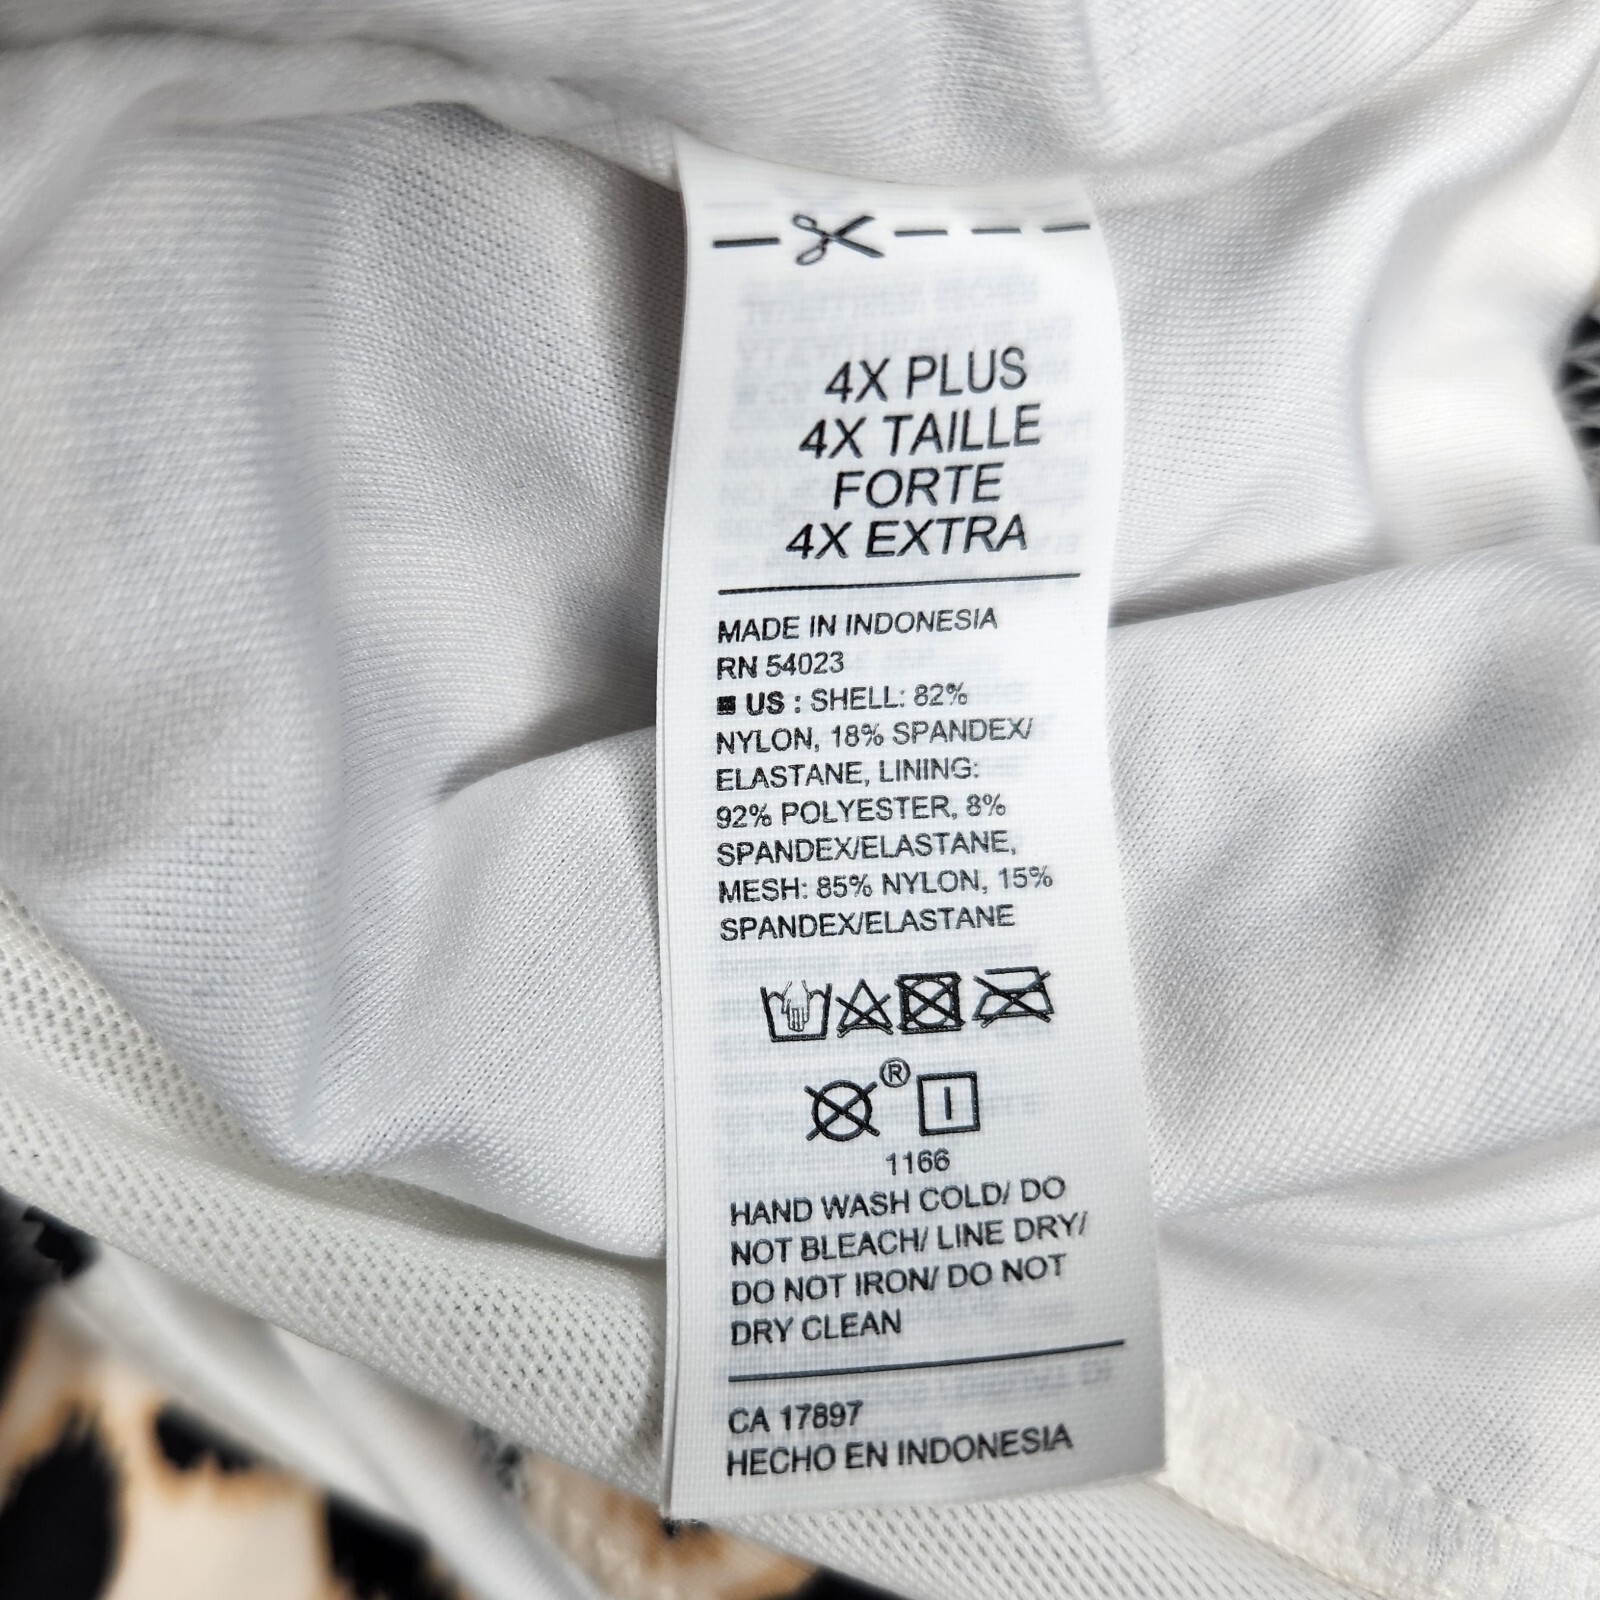 4X PLUS
4X TAILLE
FORTE
4X EXTRA
MADE IN INDONESIA
RN 54023
US : SHELL: 82%
NYLON, 18% SPANDEX/
ELASTANE, LINING:
92% POLYESTER, 8%
SPANDEX/ELASTANE,
MESH: 85% NYLON, 15%
SPANDEX/ELASTANE
®
1166
HAND WASH COLD/ DO
NOT BLEACH/ LINE DRY/
DO NOT IRON/ DO NOT
DRY CLEAN
CA 17897
HECHO EN INDONESIA